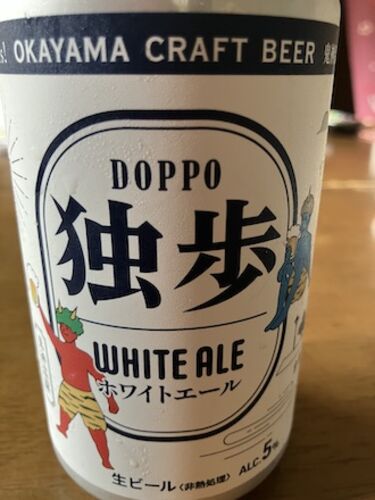 s! OKAYAMA CRAFT BEER 鬼
DOPPO
独歩
WHITE ALE
ホワイトエール
生ビール〈非熱処理〉 ALC.5%